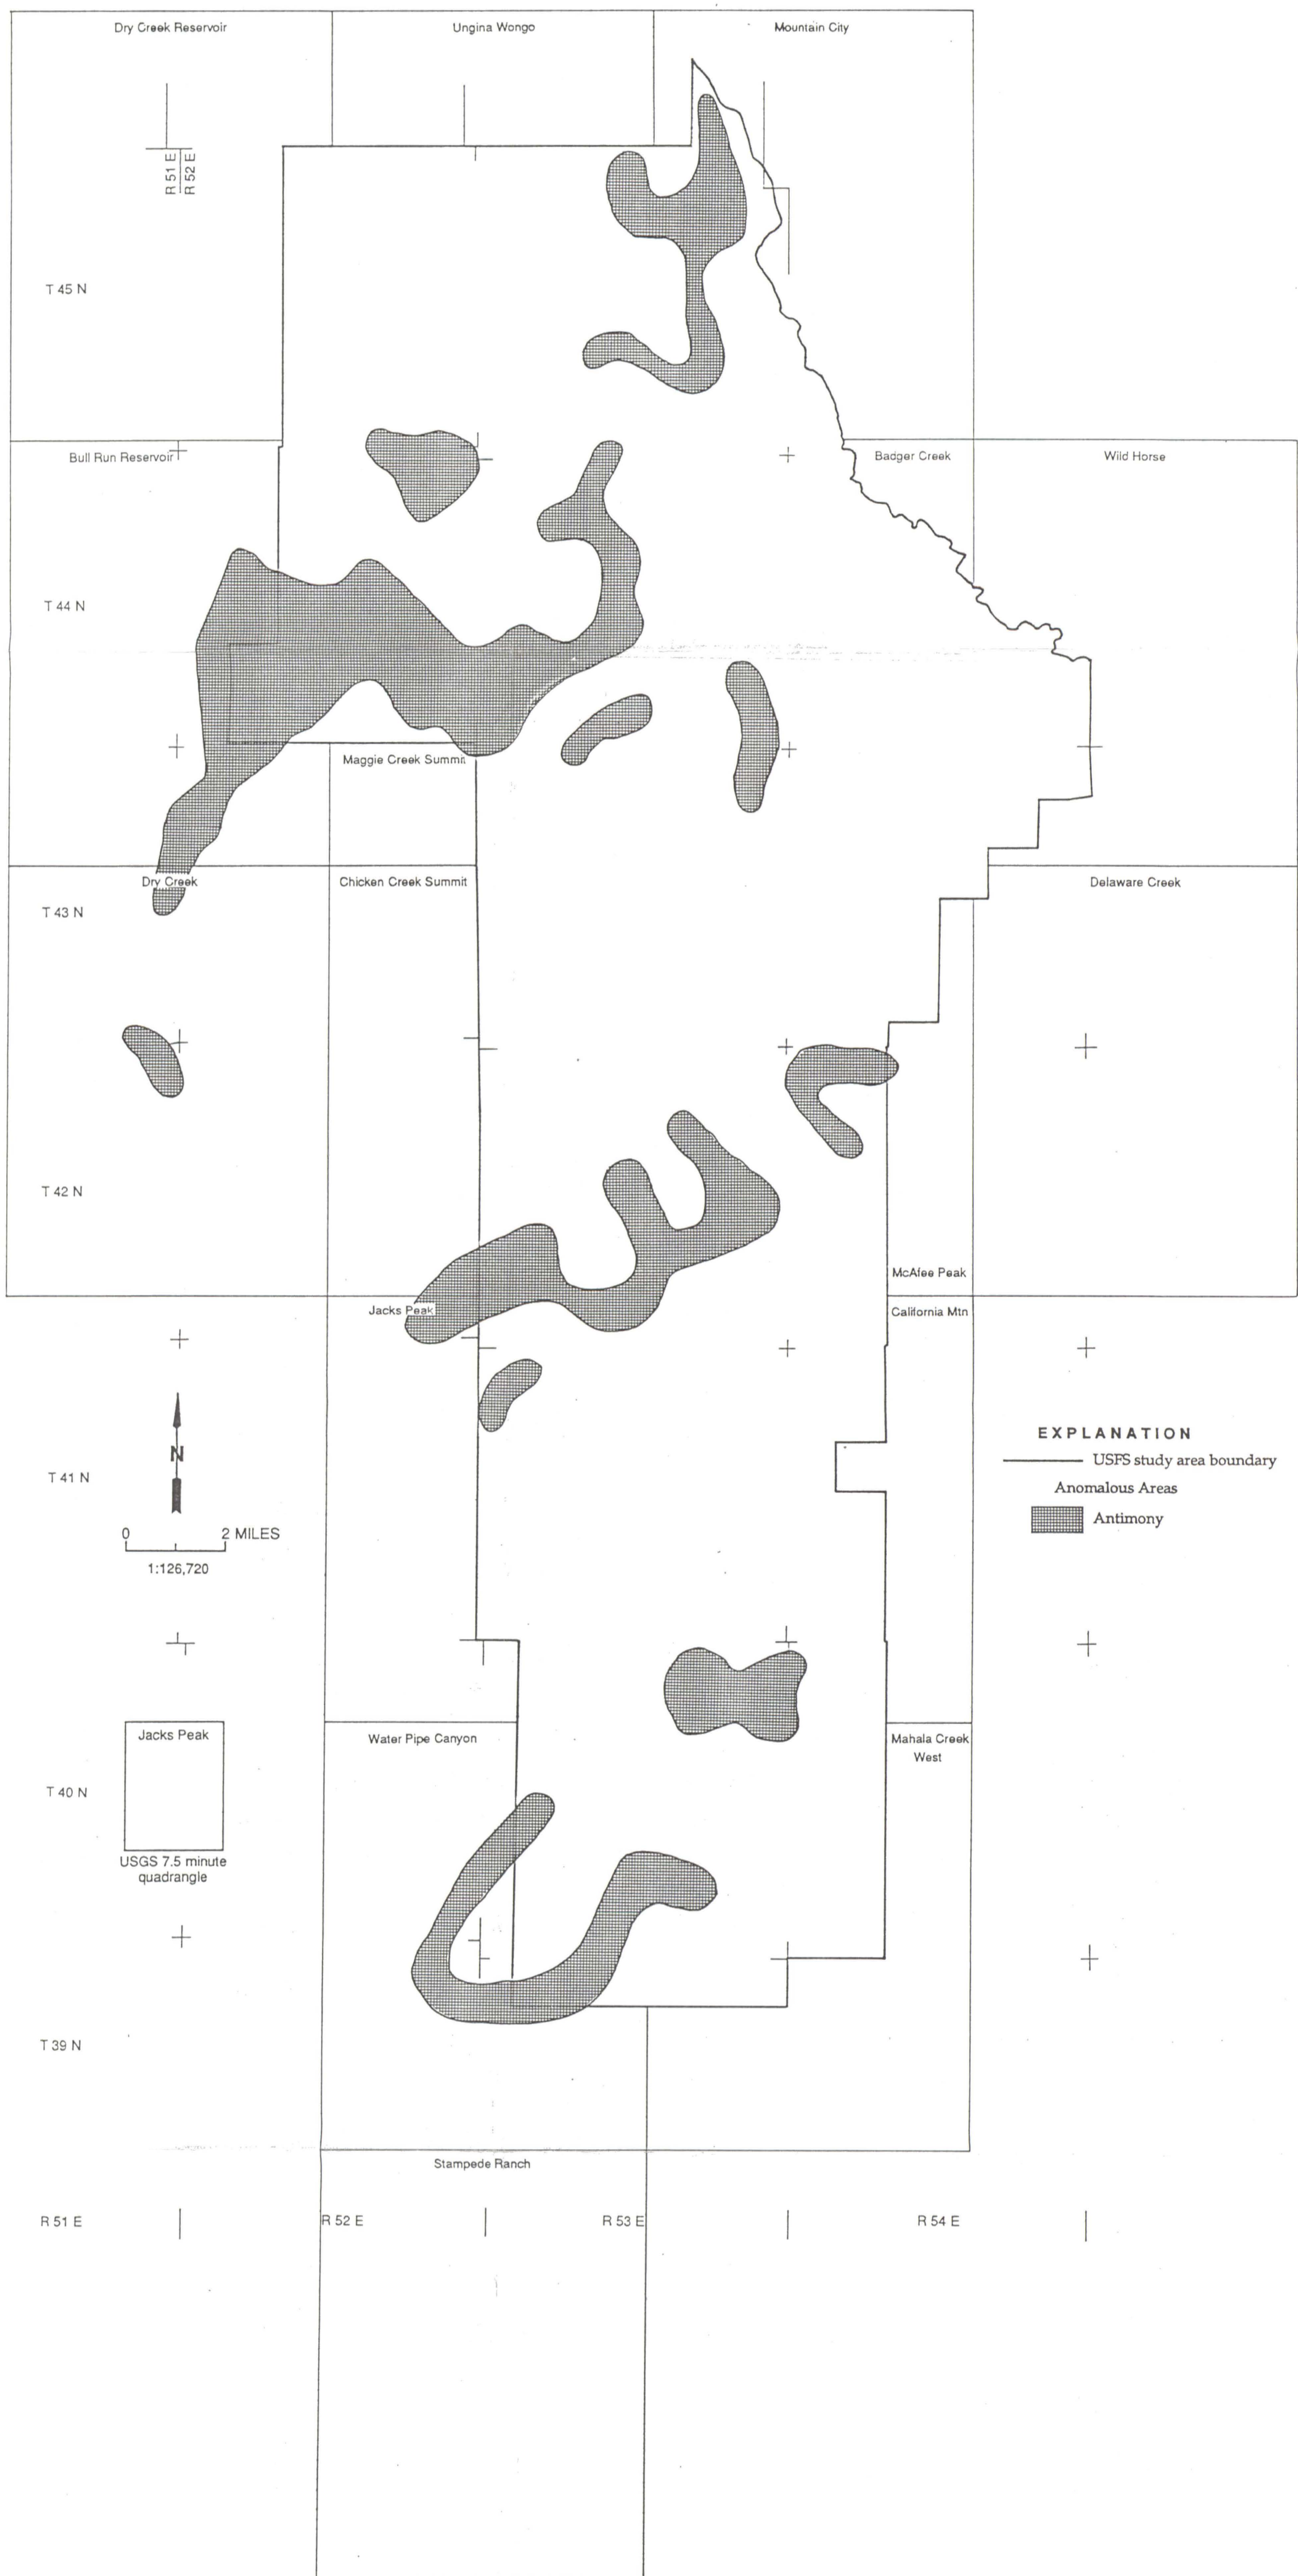 Dry Creek Reservoir
Ungina Wongo
Mountain City
R 51 E
R 52 E
T 45 N
Bull Run Reservoir
Badger Creek
Wild Horse
T 44 N
Maggie Creek Summit
Dry Creek
Chicken Creek Summit
Delaware Creek
T 43 N
T 42 N
McAfee Peak
Jacks Peak
California Mtn
N
T 41 N
0 2 MILES
1:126,720
EXPLANATION
USFS study area boundary
Anomalous Areas
Antimony
Jacks Peak
USGS 7.5 minute
quadrangle
Water Pipe Canyon
Mahala Creek
West
T 40 N
T 39 N
Stampede Ranch
R 51 E
R 52 E
R 53 E
R 54 E